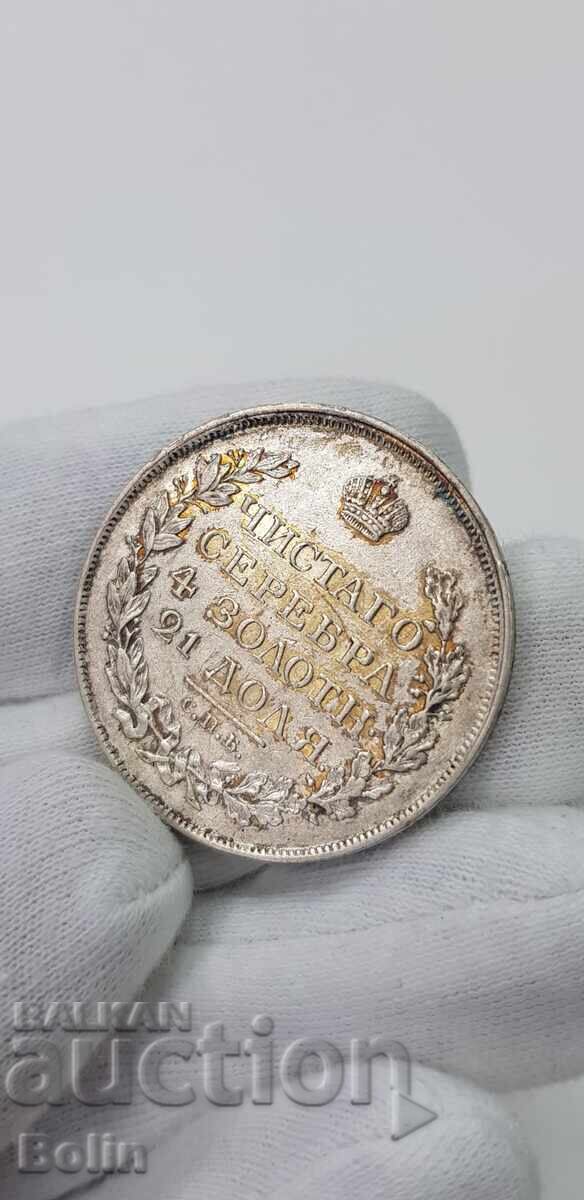 ЧИСТАГО
СЕРЕБРА
4 ЗОЛОТН.
21 ДОЛЯ.
С.П.Б.
BALKAN
auction
Bolin